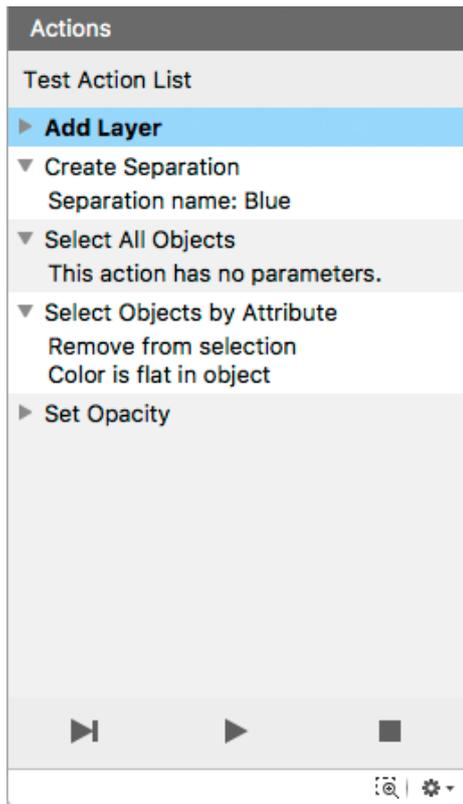 Actions
Test Action List
Add Layer
Create Separation
Separation name: Blue
Select All Objects
This action has no parameters.
Select Objects by Attribute
Remove from selection
Color is flat in object
Set Opacity